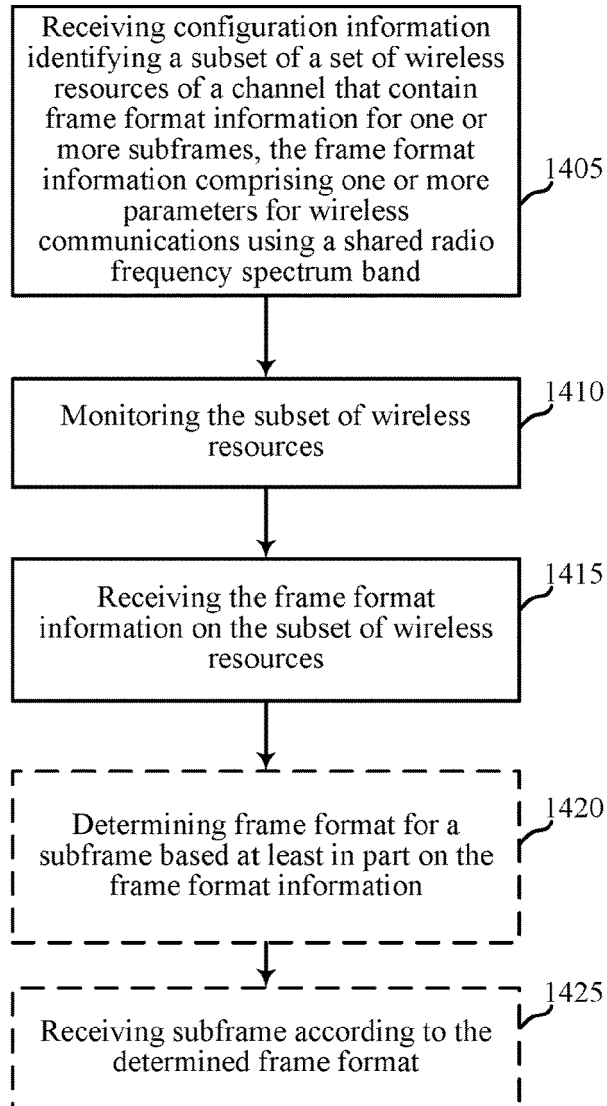 Receiving configuration information
identifying a subset of a set of wireless
resources of a channel that contain
frame format information for one or
more subframes, the frame format
information comprising one or more
parameters for wireless
communications using a shared radio
frequency spectrum band
1405
Monitoring the subset of wireless
resources
1410
Receiving the frame format
information on the subset of wireless
resources
1415
Determining frame format for a
subframe based at least in part on the
frame format information
1420
Receiving subframe according to the
determined frame format
1425